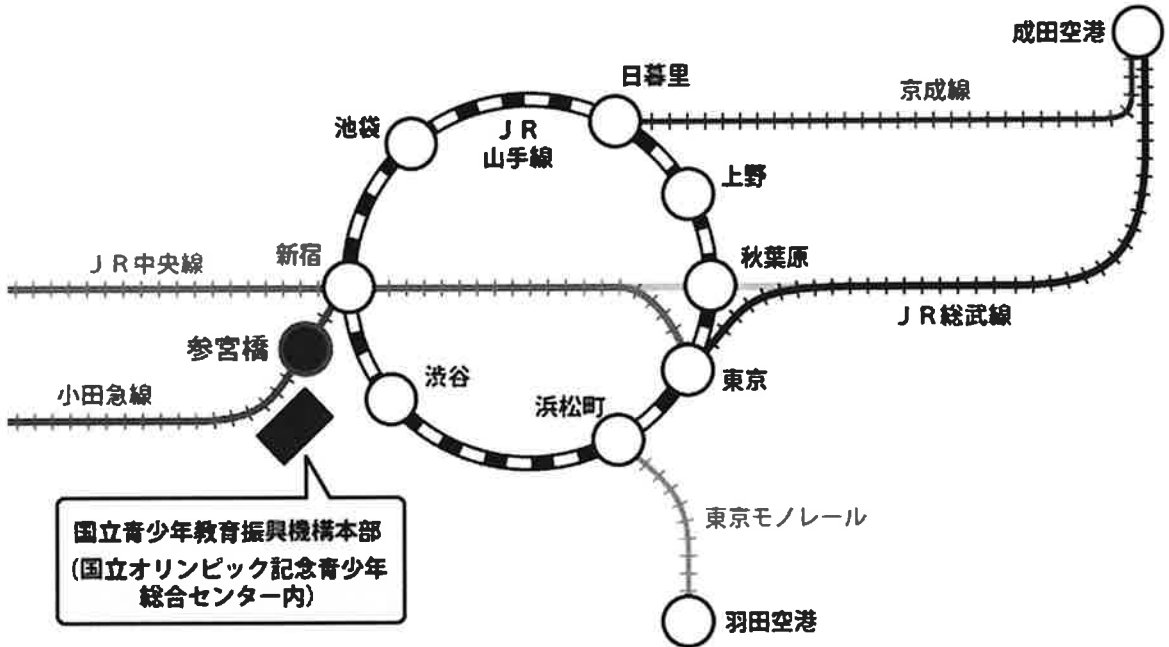 成田空港
日暮里
京成線
池袋
ＪＲ
山手線
上野
ＪＲ中央線
新宿
秋葉原
ＪＲ総武線
参宮橋
渋谷
東京
小田急線
浜松町
国立青少年教育振興機構本部
(国立オリンピック記念青少年
総合センター内)
東京モノレール
羽田空港